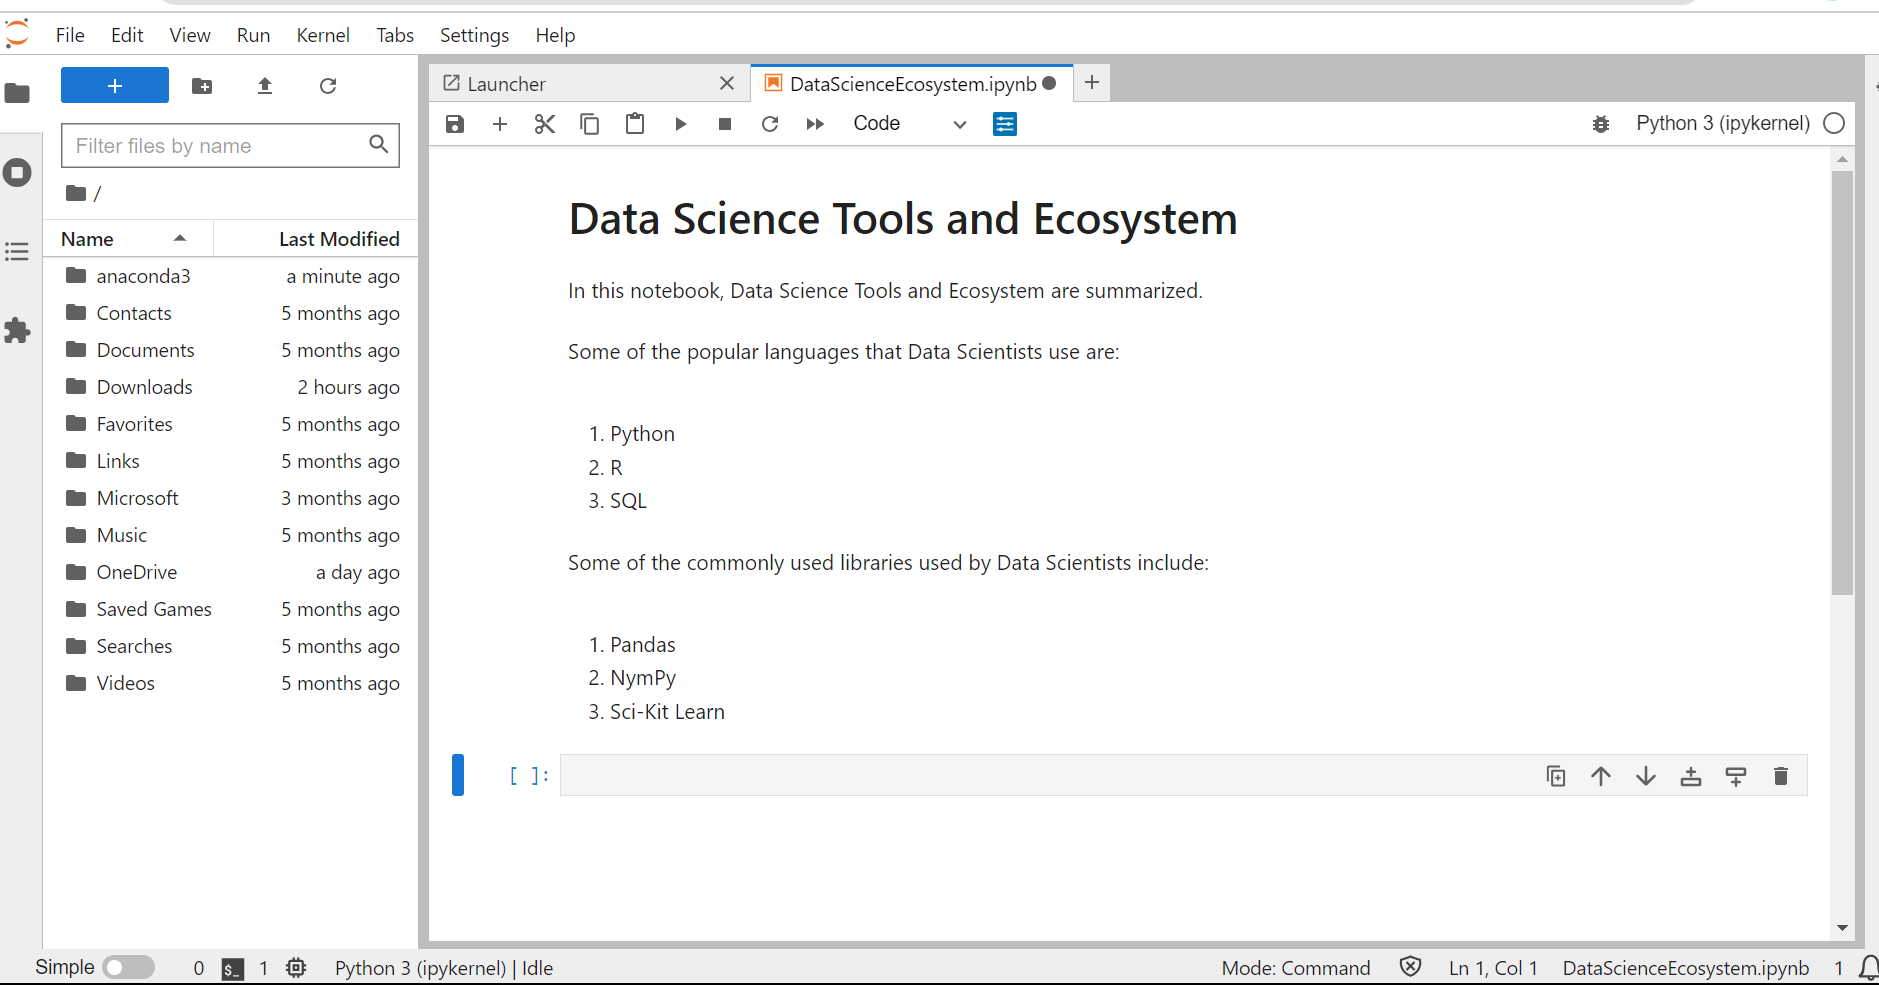 File Edit View Run Kernel Tabs Settings Help
+
Filter files by name
/
Name Last Modified
anaconda3 a minute ago
Contacts 5 months ago
Documents 5 months ago
Downloads 2 hours ago
Favorites 5 months ago
Links 5 months ago
Microsoft 3 months ago
Music 5 months ago
OneDrive a day ago
Saved Games 5 months ago
Searches 5 months ago
Videos 5 months ago
Launcher DataScienceEcosystem.ipynb
Code Python 3 (ipykernel)
Data Science Tools and Ecosystem
In this notebook, Data Science Tools and Ecosystem are summarized.
Some of the popular languages that Data Scientists use are:
1. Python
2. R
3. SQL
Some of the commonly used libraries used by Data Scientists include:
1. Pandas
2. NymPy
3. Sci-Kit Learn
[ ]:
Simple 0 $_ 1 Python 3 (ipykernel) | Idle Mode: Command Ln 1, Col 1 DataScienceEcosystem.ipynb 1